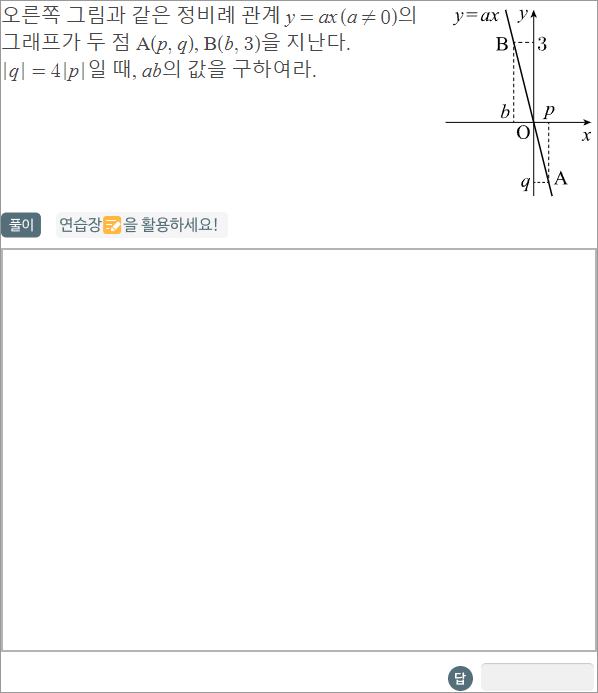 오른쪽 그림과 같은 정비례 관계 y = ax (a ≠ 0)의
그래프가 두 점 A(p, q), B(b, 3)을 지난다.
|q| = 4|p|일 때, ab의 값을 구하여라.
y=ax
y
B
3
b
p
O
x
q
A
풀이
연습장을 활용하세요!
답